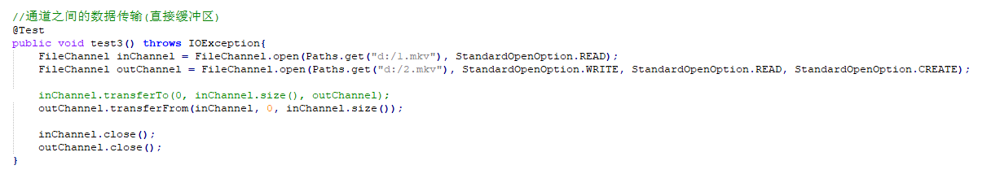 //通道之间的数据传输(直接缓冲区)
@Test
public void test3() throws IOException{
    FileChannel inChannel = FileChannel.open(Paths.get("d:/1.mkv"), StandardOpenOption.READ);
    FileChannel outChannel = FileChannel.open(Paths.get("d:/2.mkv"), StandardOpenOption.WRITE, StandardOpenOption.READ, StandardOpenOption.CREATE);
    inChannel.transferTo(0, inChannel.size(), outChannel);
    outChannel.transferFrom(inChannel, 0, inChannel.size());
    inChannel.close();
    outChannel.close();
}